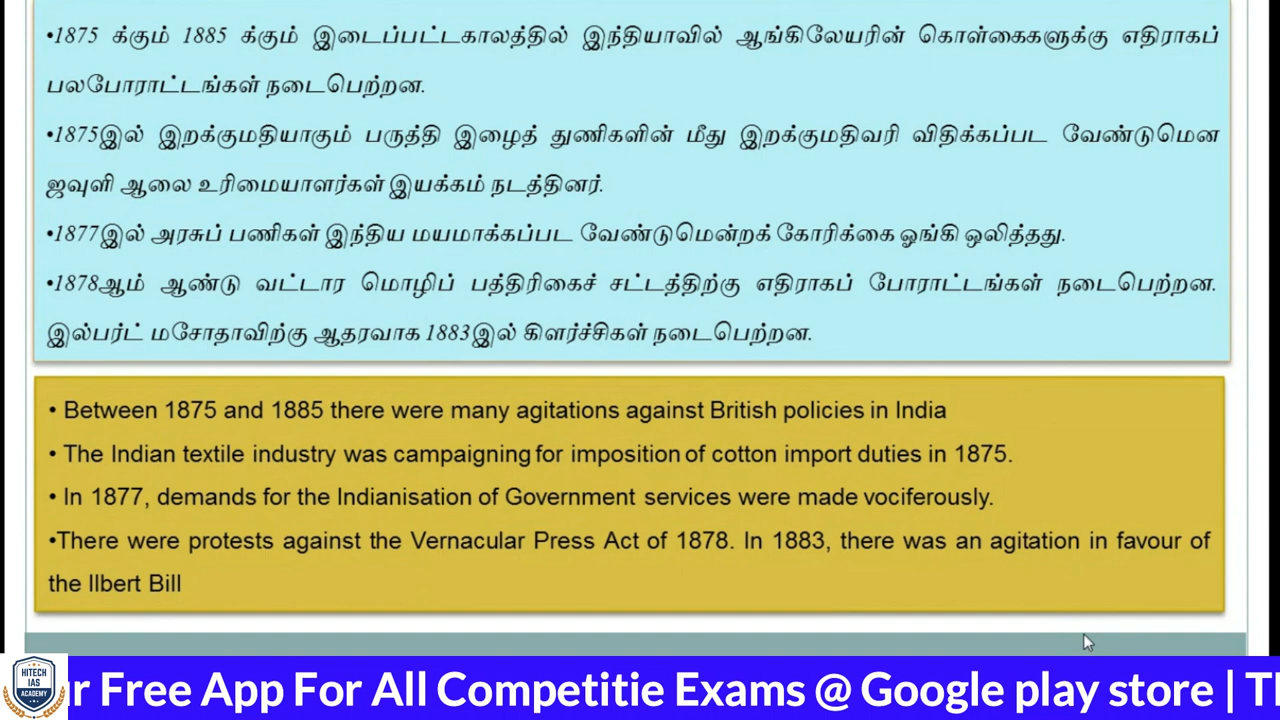 •1875 க்கும் 1885 க்கும் இடைப்பட்டகாலத்தில் இந்தியாவில் ஆங்கிலேயரின் கொள்கைகளுக்கு எதிராகப்
பலபோராட்டங்கள் நடைபெற்றன.
•1875இல் இறக்குமதியாகும் பருத்தி இழைத் துணிகளின் மீது இறக்குமதிவரி விதிக்கப்பட வேண்டுமென
ஜவுளி ஆலை உரிமையாளர்கள் இயக்கம் நடத்தினர்.
•1877இல் அரசுப் பணிகள் இந்திய மயமாக்கப்பட வேண்டுமென்றக் கோரிக்கை ஓங்கி ஒலித்தது.
•1878ஆம் ஆண்டு வட்டார மொழிப் பத்திரிகைச் சட்டத்திற்கு எதிராகப் போராட்டங்கள் நடைபெற்றன.
இல்பர்ட் மசோதாவிற்கு ஆதரவாக 1883இல் கிளர்ச்சிகள் நடைபெற்றன.
• Between 1875 and 1885 there were many agitations against British policies in India
• The Indian textile industry was campaigning for imposition of cotton import duties in 1875.
• In 1877, demands for the Indianisation of Government services were made vociferously.
•There were protests against the Vernacular Press Act of 1878. In 1883, there was an agitation in favour of
the Ilbert Bill
HITECH
IAS
ACADEMY
r Free App For All Competitie Exams @ Google play store |